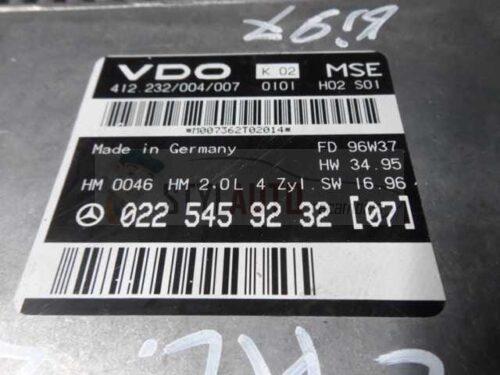 VDO K 02 MSE
412.232/004/007 0101 H02 S01
*M007362T02014*
Made in Germany FD 96W37
HW 34.95
HM 0046 HM 2.0L 4 Zyl. SW 16.96
022 545 92 32 [07]